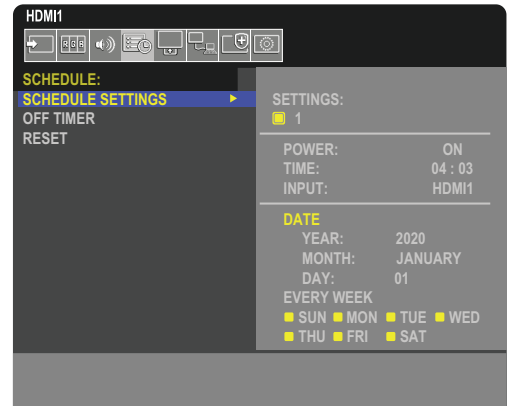 HDMI1
RGB
SCHEDULE:
SCHEDULE SETTINGS
OFF TIMER
RESET
SETTINGS:
1
POWER: ON
TIME: 04 : 03
INPUT: HDMI1
DATE
YEAR: 2020
MONTH: JANUARY
DAY: 01
EVERY WEEK
SUN MON TUE WED
THU FRI SAT